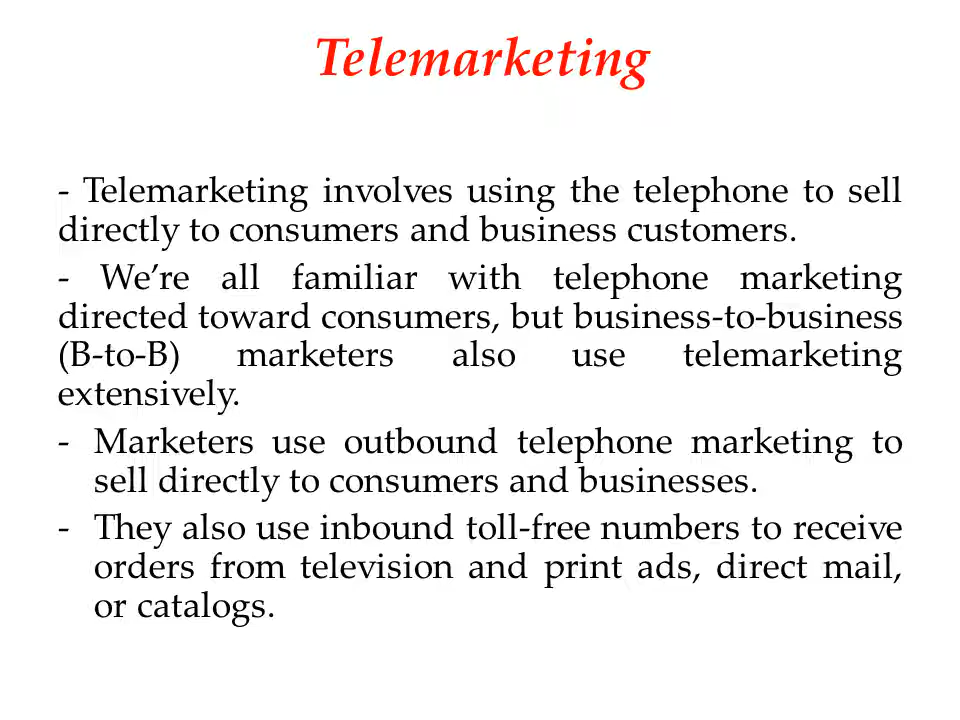 Telemarketing
- Telemarketing involves using the telephone to sell
directly to consumers and business customers.
- We’re all familiar with telephone marketing
directed toward consumers, but business-to-business
(B-to-B) marketers also use telemarketing
extensively.
- Marketers use outbound telephone marketing to
sell directly to consumers and businesses.
- They also use inbound toll-free numbers to receive
orders from television and print ads, direct mail,
or catalogs.